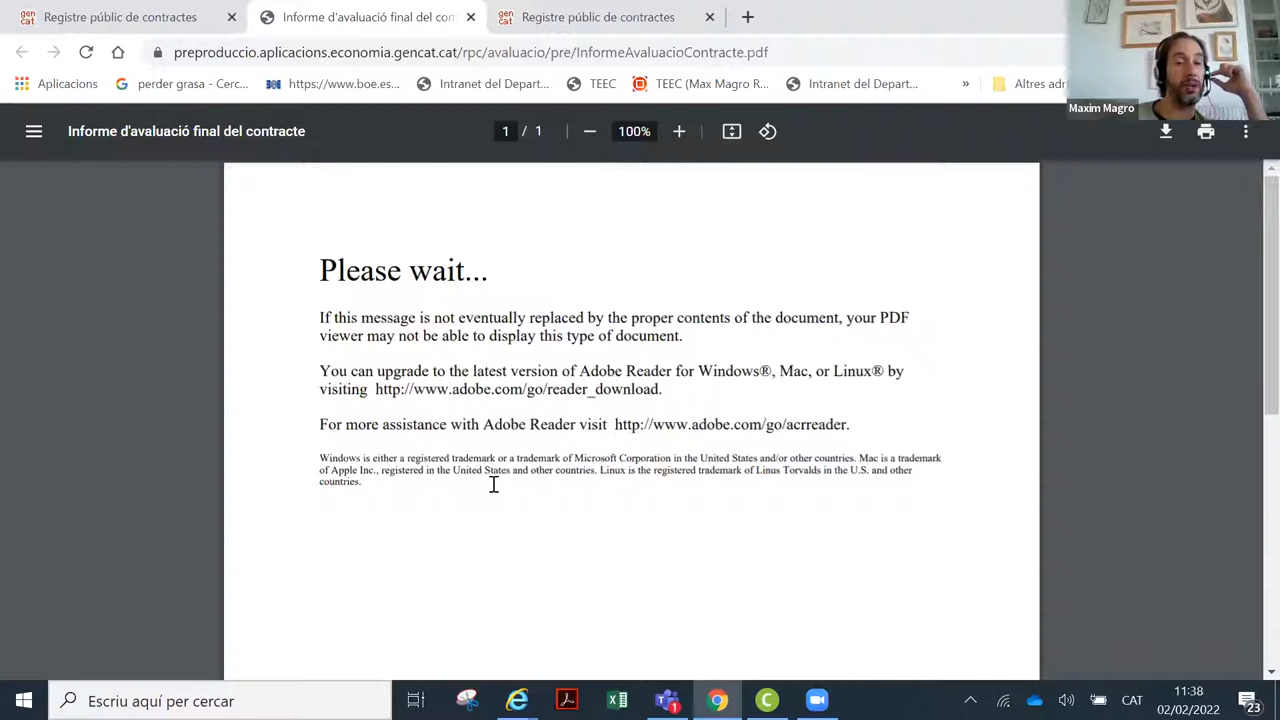 gen cat Registre públic de contractes
Informe d'avaluació final del con
gen cat Registre públic de contractes
preproduccio.aplicacions.economia.gencat.cat/rpc/avaluacio/pre/InformeAvaluacioContracte.pdf
Aplicacions
perder grasa - Cerc...
https://www.boe.es...
Intranet del Depart...
TEEC
TEEC (Max Magro R...
Intranet del Depart...
»
Altres adr
Maxim Magro
Informe d'avaluació final del contracte
1 / 1
100%
Please wait...
If this message is not eventually replaced by the proper contents of the document, your PDF
viewer may not be able to display this type of document.
You can upgrade to the latest version of Adobe Reader for Windows®, Mac, or Linux® by
visiting http://www.adobe.com/go/reader_download.
For more assistance with Adobe Reader visit http://www.adobe.com/go/acrreader.
Windows is either a registered trademark or a trademark of Microsoft Corporation in the United States and/or other countries. Mac is a trademark
of Apple Inc., registered in the United States and other countries. Linux is the registered trademark of Linus Torvalds in the U.S. and other
countries.
Escriu aquí per cercar
1
CAT
11:38
02/02/2022
23